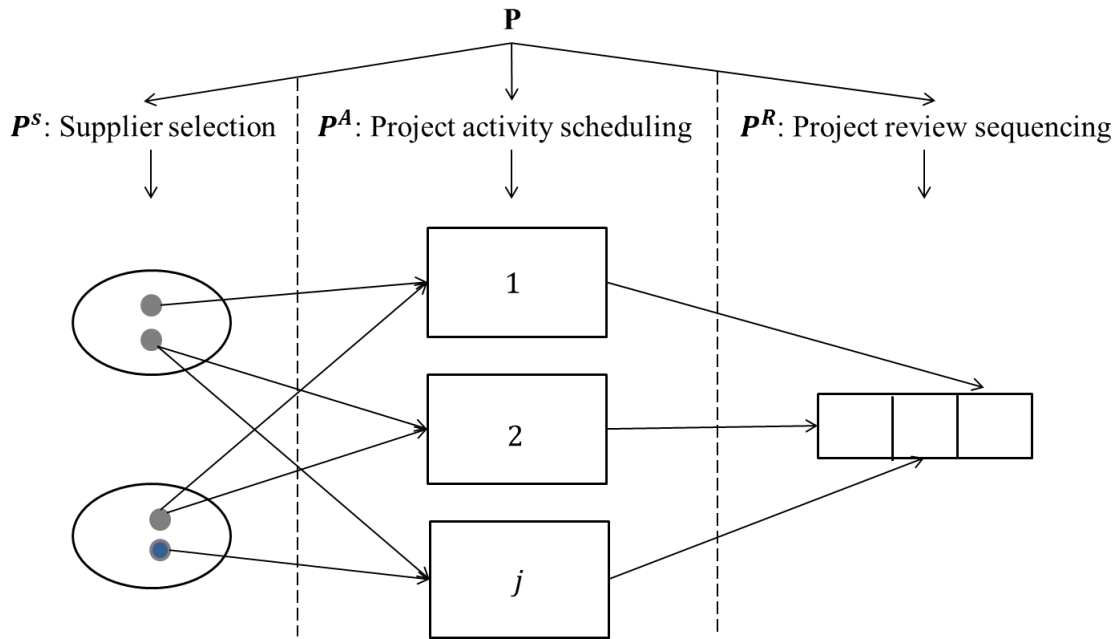 P
P^s: Supplier selection
P^A: Project activity scheduling
P^R: Project review sequencing
1
2
j